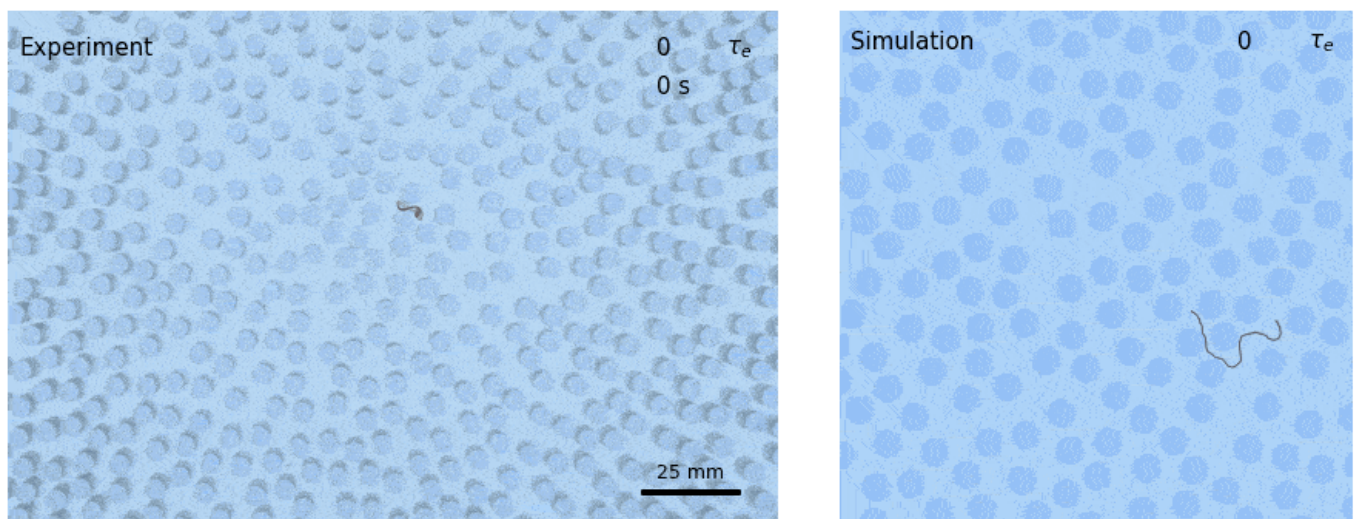 Experiment
0 τₑ
0 s
25 mm
Simulation
0 τₑ